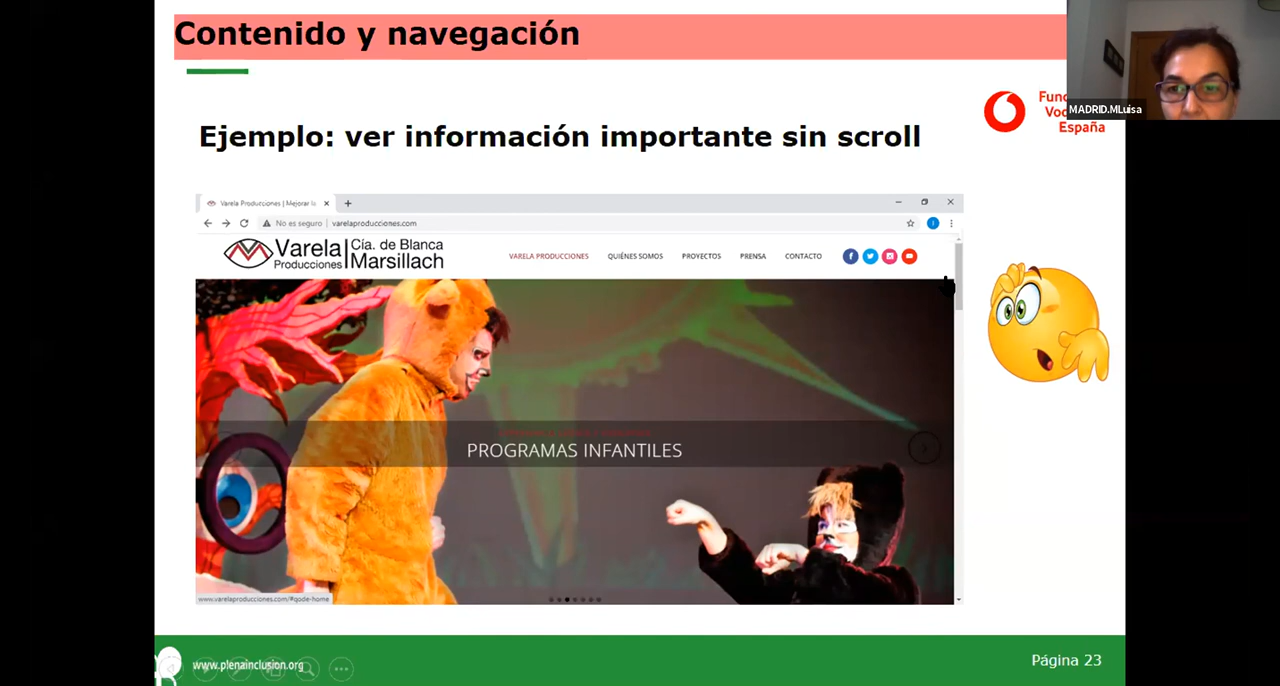 Contenido y navegación
MADRID.MLuisa
España
Ejemplo: ver información importante sin scroll
Varela Producciones | Mejorar la
No es seguro
varelaproducciones.com
Varela
Producciones
Cía. de Blanca
Marsillach
VARELA PRODUCCIONES
QUIÉNES SOMOS
PROYECTOS
PRENSA
CONTACTO
PROGRAMAS INFANTILES
www.varelaproducciones.com/#qode-home
www.plenainclusion.org
Página 23